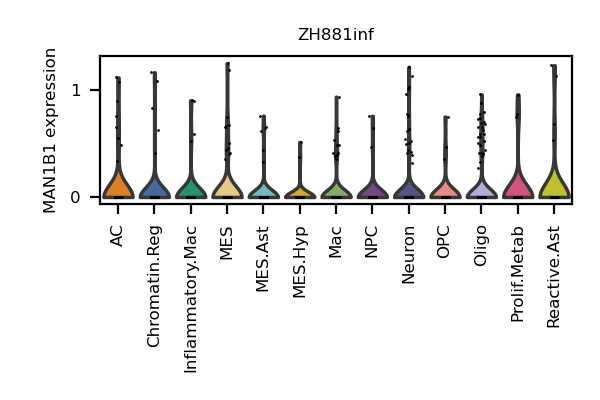 ZH881inf
MAN1B1 expression
1
0
AC
Chromatin.Reg
Inflammatory.Mac
MES
MES.Ast
MES.Hyp
Mac
NPC
Neuron
OPC
Oligo
Prolif.Metab
Reactive.Ast